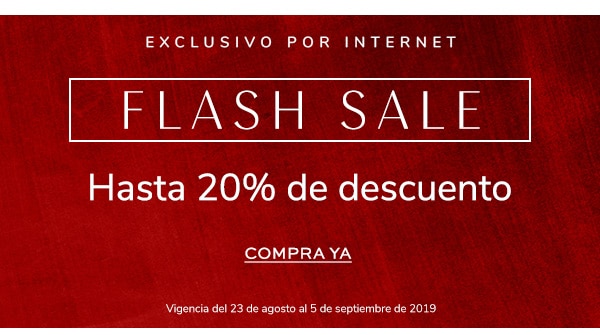 EXCLUSIVO POR INTERNET
FLASH SALE
Hasta 20% de descuento
COMPRA YA
Vigencia del 23 de agosto al 5 de septiembre de 2019